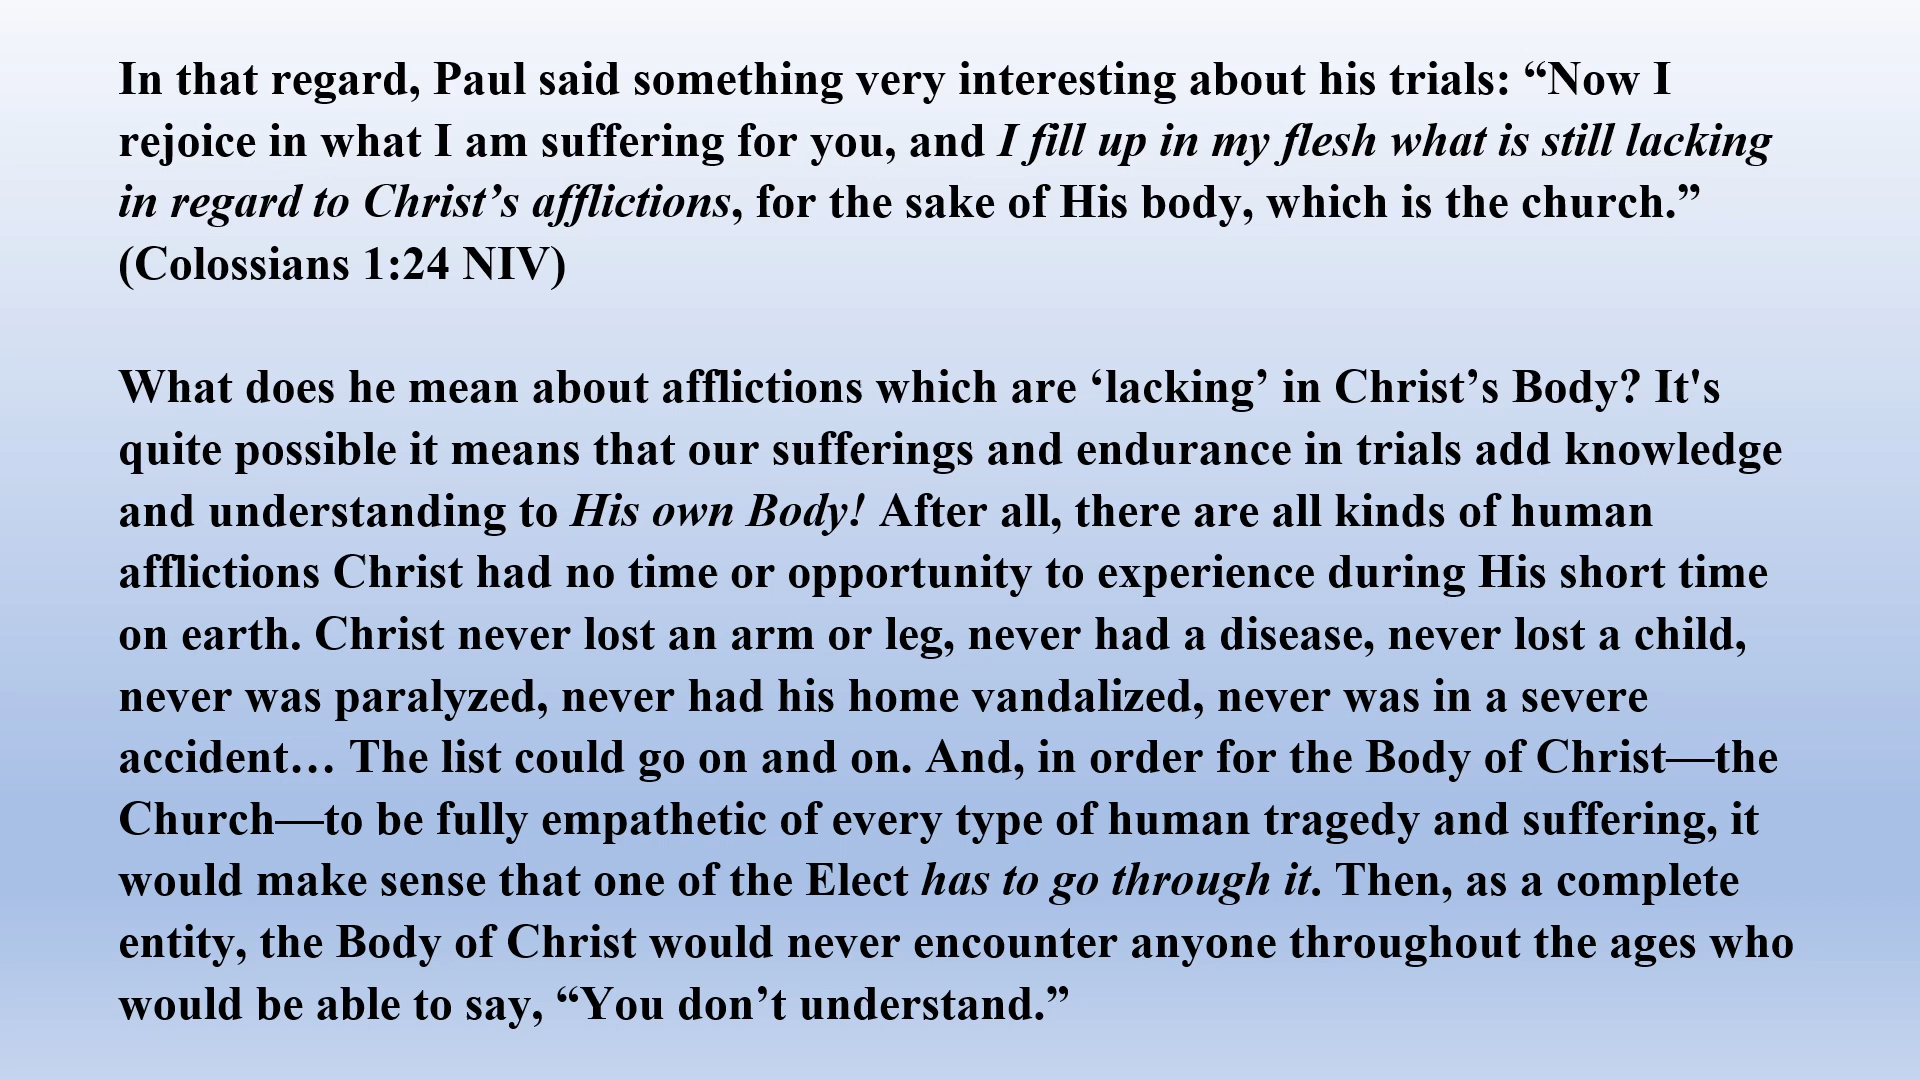 In that regard, Paul said something very interesting about his trials: “Now I
rejoice in what I am suffering for you, and I fill up in my flesh what is still lacking
in regard to Christ’s afflictions, for the sake of His body, which is the church.”
(Colossians 1:24 NIV)
What does he mean about afflictions which are ‘lacking’ in Christ’s Body? It's
quite possible it means that our sufferings and endurance in trials add knowledge
and understanding to His own Body! After all, there are all kinds of human
afflictions Christ had no time or opportunity to experience during His short time
on earth. Christ never lost an arm or leg, never had a disease, never lost a child,
never was paralyzed, never had his home vandalized, never was in a severe
accident… The list could go on and on. And, in order for the Body of Christ—the
Church—to be fully empathetic of every type of human tragedy and suffering, it
would make sense that one of the Elect has to go through it. Then, as a complete
entity, the Body of Christ would never encounter anyone throughout the ages who
would be able to say, “You don’t understand.”